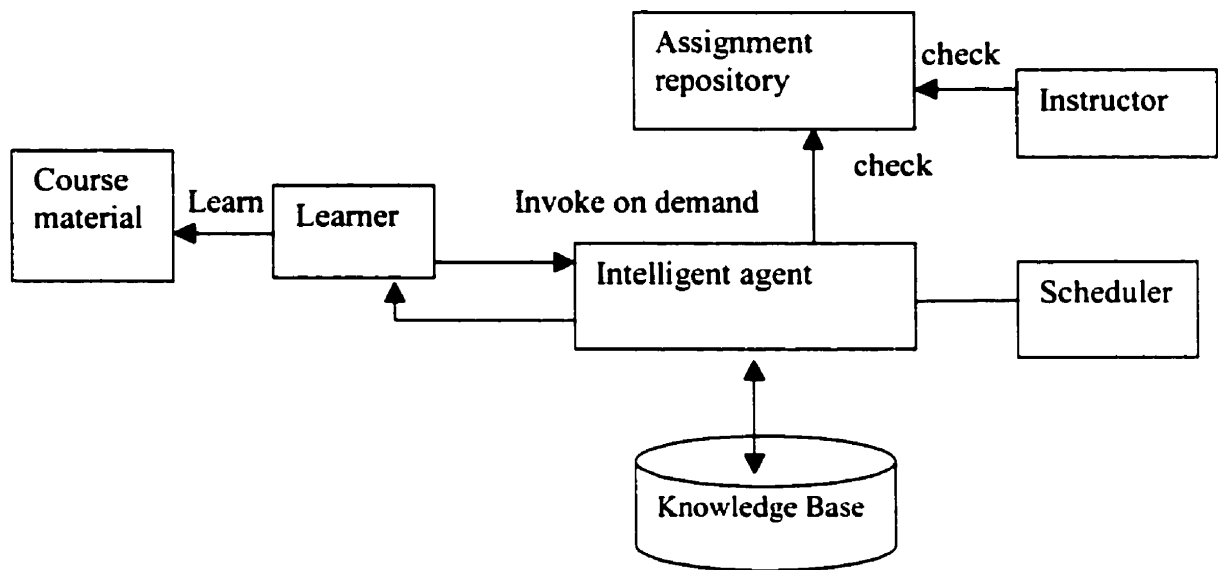 Assignment
repository
check
Instructor
check
Course
material
Learn
Learner
Invoke on demand
Intelligent agent
Scheduler
Knowledge Base